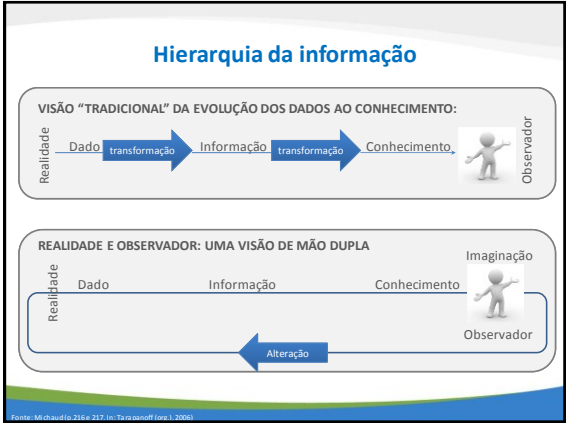 Hierarquia da informação
VISÃO “TRADICIONAL” DA EVOLUÇÃO DOS DADOS AO CONHECIMENTO:
Realidade
Dado transformação Informação transformação Conhecimento
Observador
REALIDADE E OBSERVADOR: UMA VISÃO DE MÃO DUPLA
Imaginação
Realidade
Dado Informação Conhecimento
Observador
Alteração
Fonte: Michaud (p.216 e 217. In: Tarapanoff (org.), 2006)